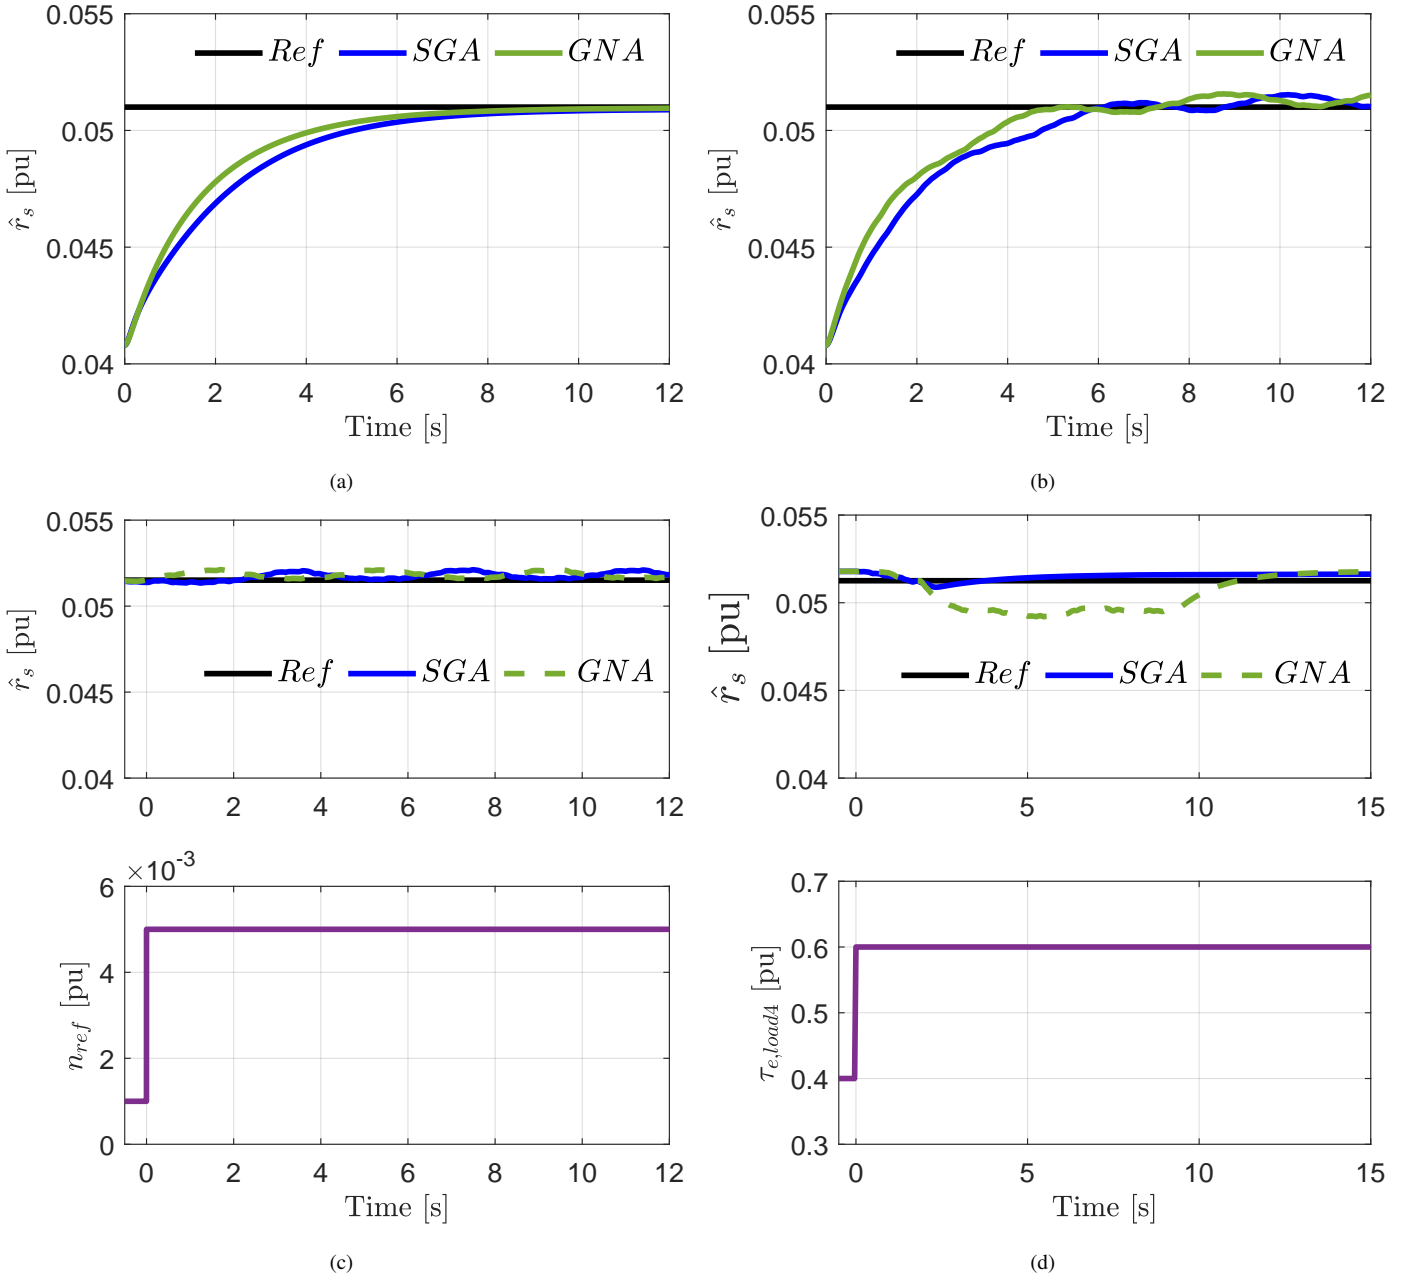 0.055
0.05
0.045
0.04
r̂s [pu]
Ref SGA GNA
0 2 4 6 8 10 12
Time [s]
(a)
0.055
0.05
0.045
0.04
r̂s [pu]
Ref SGA GNA
0 2 4 6 8 10 12
Time [s]
(b)
0.055
0.05
0.045
0.04
r̂s [pu]
Ref SGA GNA
0 2 4 6 8 10 12
×10-3
6
4
2
0
nref [pu]
0 2 4 6 8 10 12
Time [s]
(c)
0.055
0.05
0.045
0.04
r̂s [pu]
Ref SGA GNA
0 5 10 15
0.7
0.6
0.5
0.4
0.3
τe,load4 [pu]
0 5 10 15
Time [s]
(d)